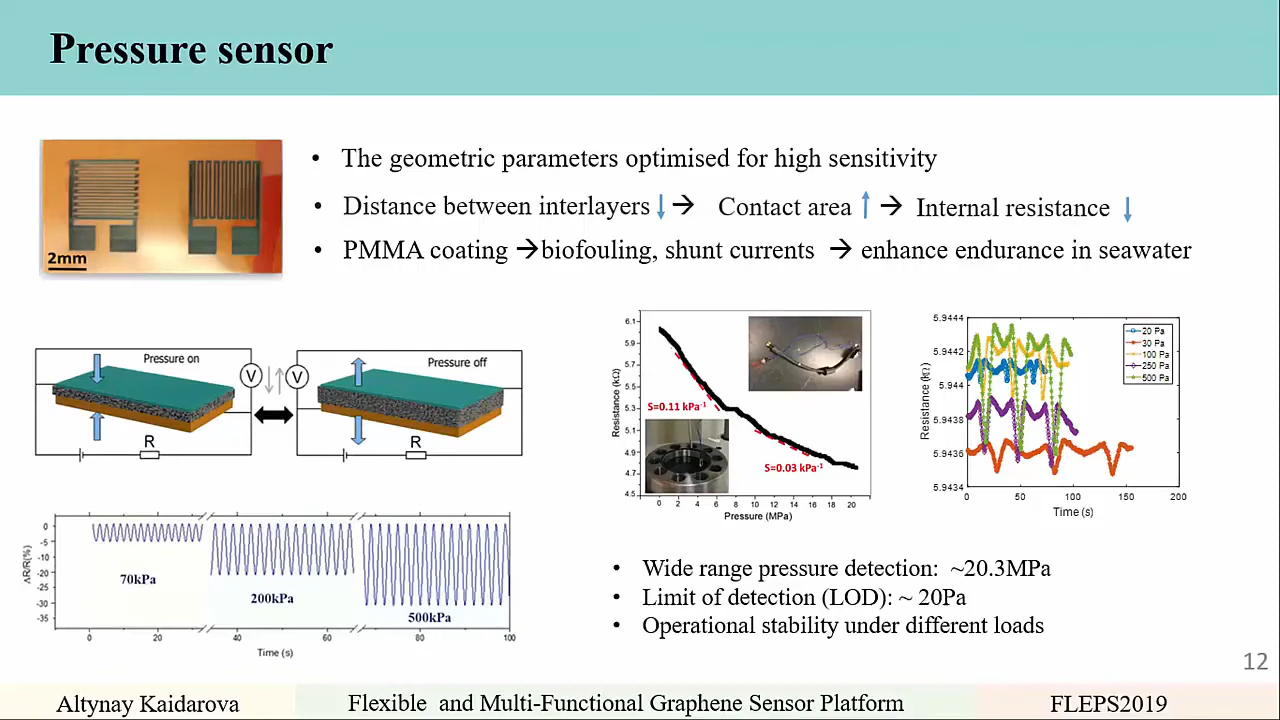 Pressure sensor
2mm
• The geometric parameters optimised for high sensitivity
• Distance between interlayers ↓ → Contact area ↑ → Internal resistance ↓
• PMMA coating → biofouling, shunt currents → enhance endurance in seawater
Pressure on
V
V
Pressure off
R
R
6.1
5.9
5.7
5.5
5.3
5.1
4.9
4.7
4.5
Resistance (kΩ)
S=0.11 kPa-1
S=0.03 kPa-1
0 2 4 6 8 10 12 14 16 18 20
Pressure (MPa)
5.9444
5.9442
5.944
5.9438
5.9436
5.9434
Resistance (kΩ)
20 Pa
30 Pa
100 Pa
250 Pa
500 Pa
0 50 100 150 200
Time (s)
0
-5
-10
-20
-25
-30
-35
ΔR/R(%)
70kPa
200kPa
500kPa
0 20 40 60 80 100
Time (s)
• Wide range pressure detection: ~20.3MPa
• Limit of detection (LOD): ~ 20Pa
• Operational stability under different loads
12
Altynay Kaidarova
Flexible and Multi-Functional Graphene Sensor Platform
FLEPS2019